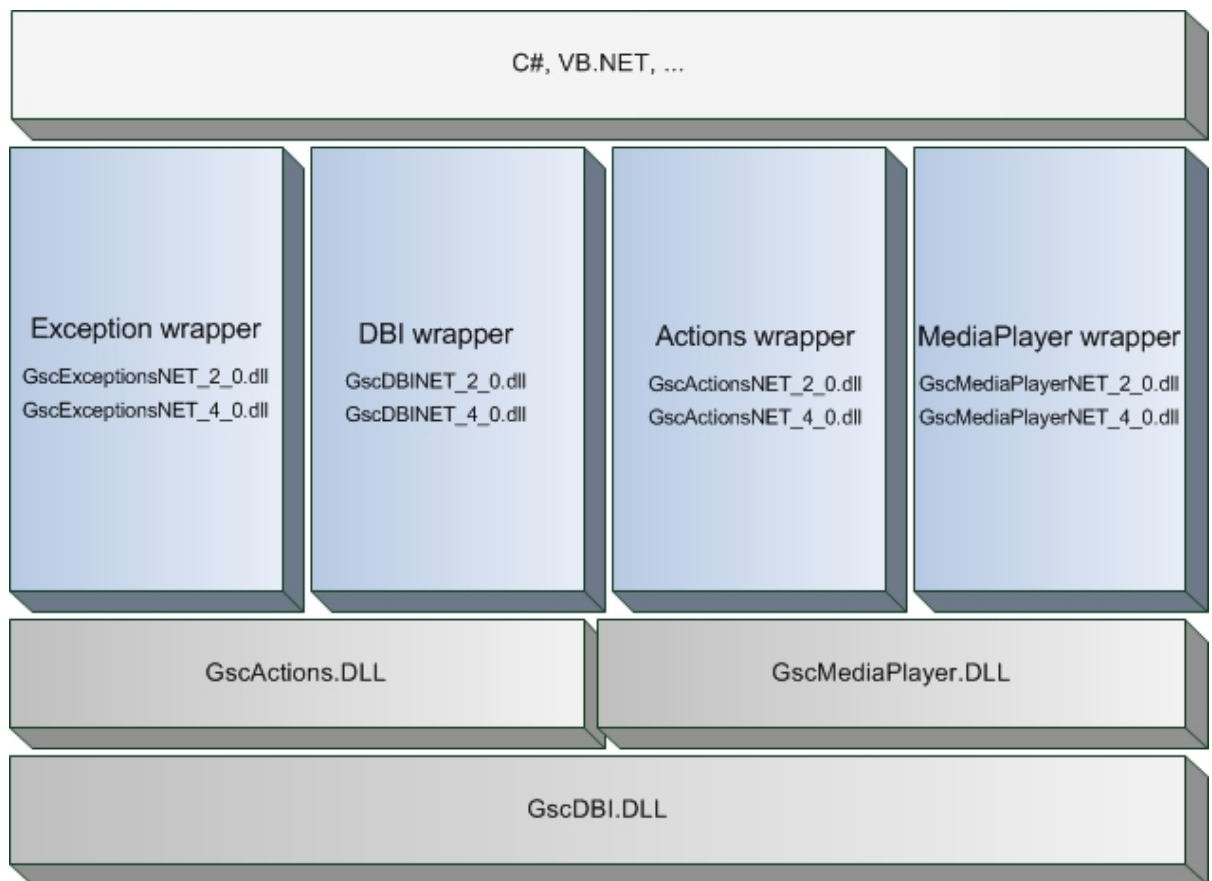 C#, VB.NET, ...
Exception wrapper
GscExceptionsNET_2_0.dll
GscExceptionsNET_4_0.dll
DBI wrapper
GscDBINET_2_0.dll
GscDBINET_4_0.dll
Actions wrapper
GscActionsNET_2_0.dll
GscActionsNET_4_0.dll
MediaPlayer wrapper
GscMediaPlayerNET_2_0.dll
GscMediaPlayerNET_4_0.dll
GscActions.DLL
GscMediaPlayer.DLL
GscDBI.DLL